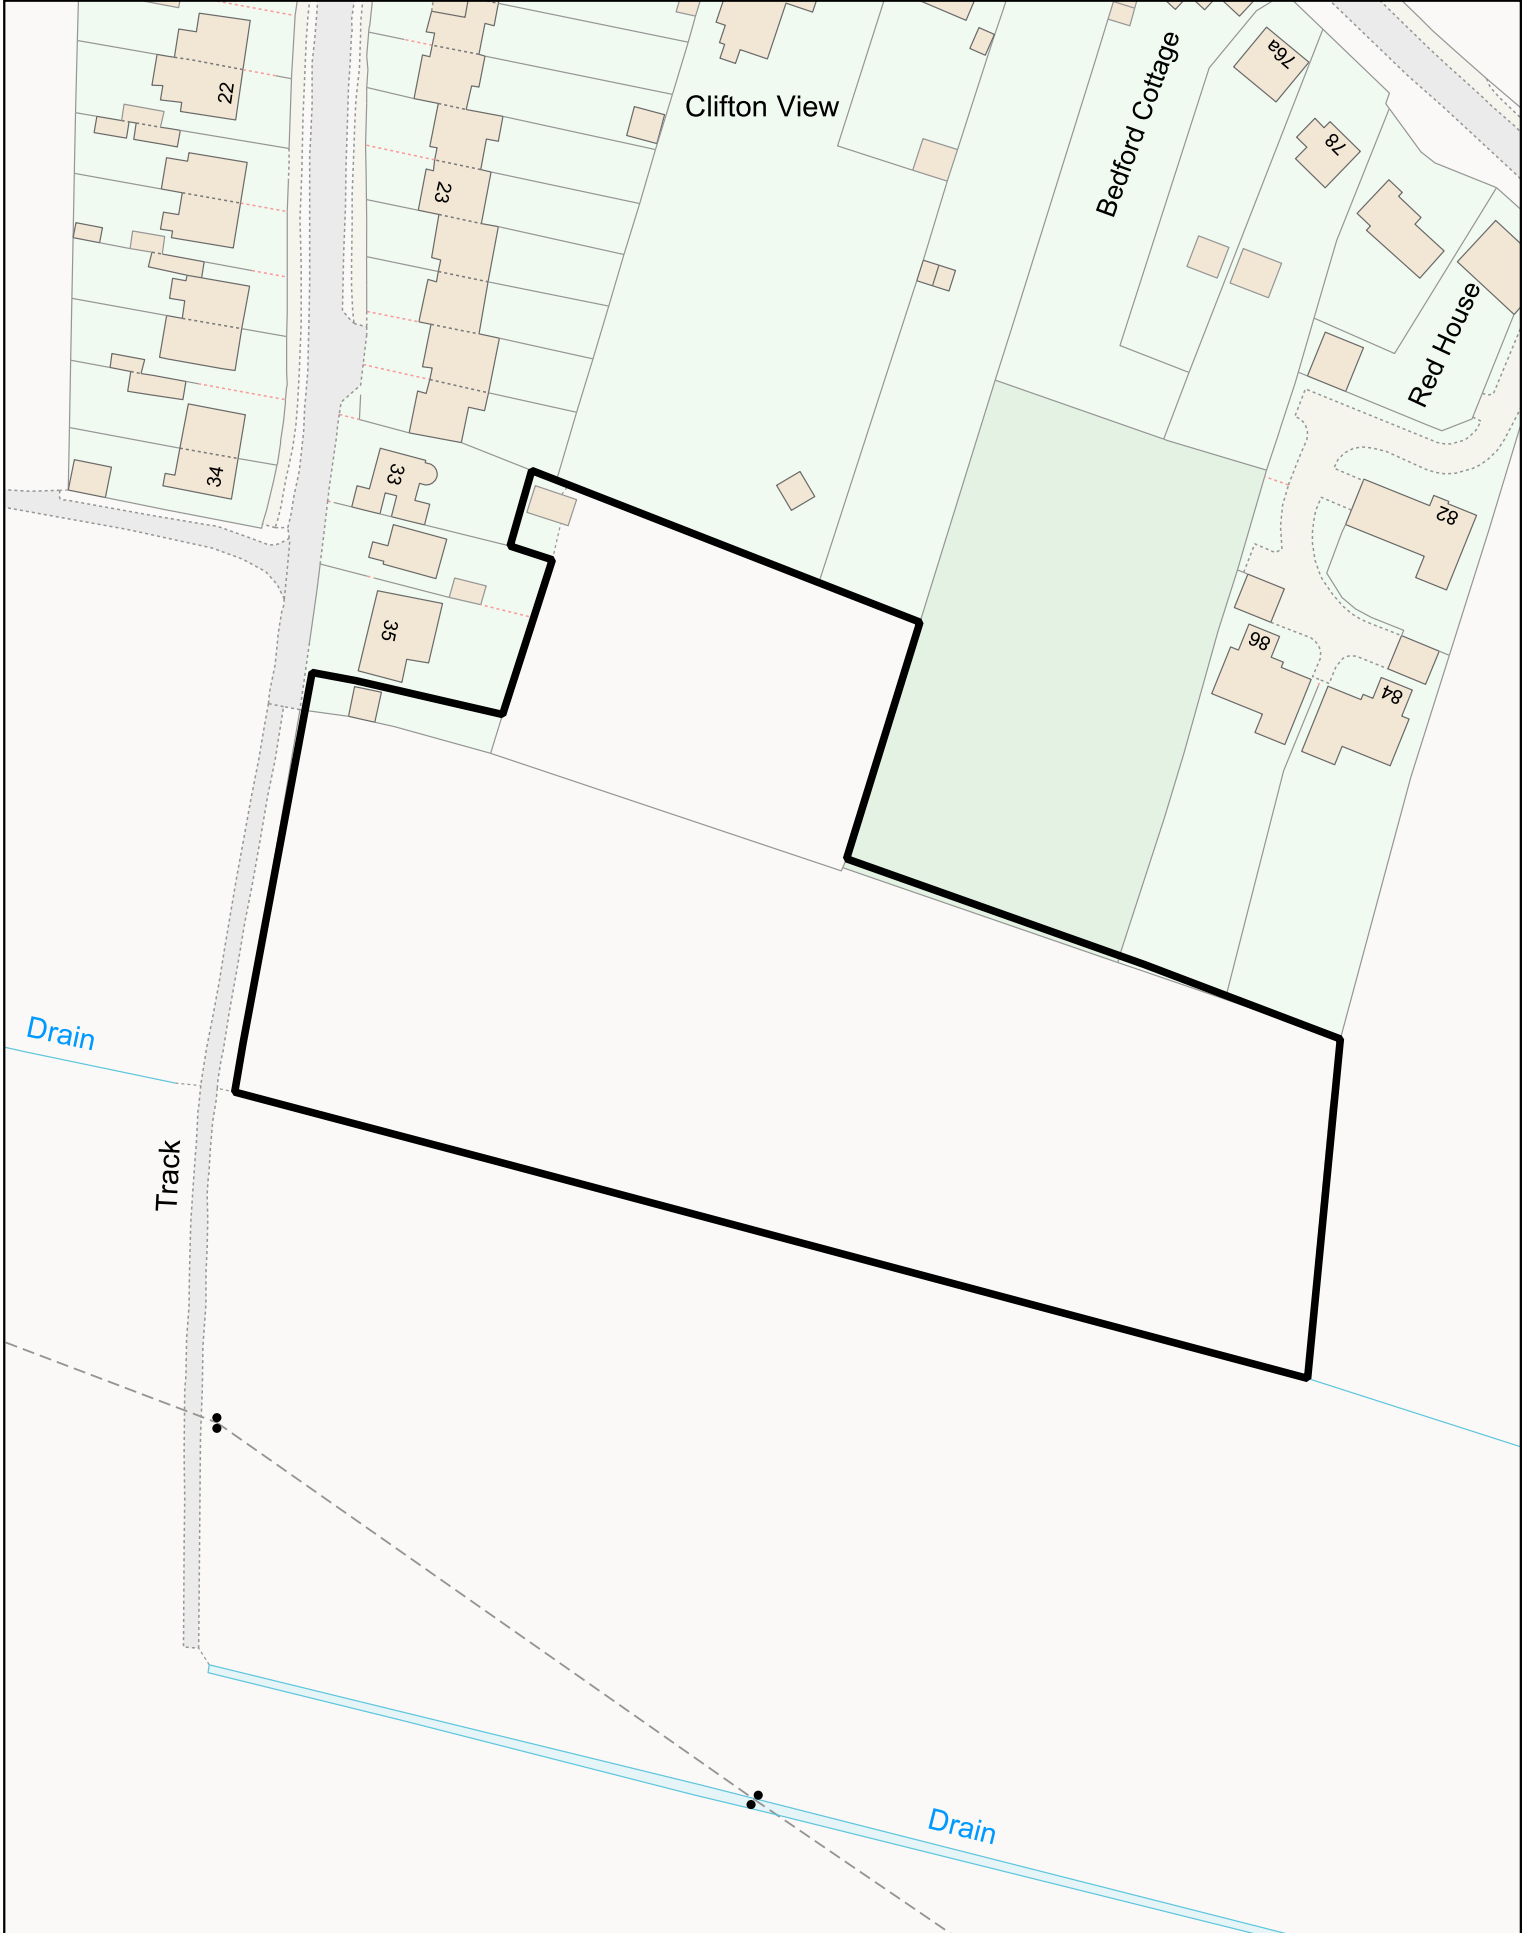 22
23
Clifton View
Bedford Cottage
76a
78
Red House
34
33
35
82
86
84
Drain
Track
Drain